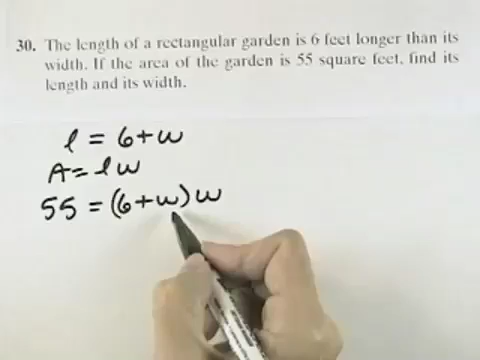 30. The length of a rectangular garden is 6 feet longer than its
width. If the area of the garden is 55 square feet, find its
length and its width.
l = 6+w
A = lw
55 = (6+w)w